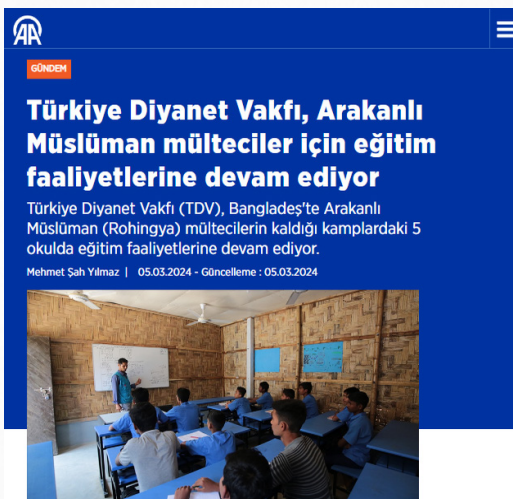 AA
GÜNDEM
Türkiye Diyanet Vakfı, Arakanlı
Müslüman mülteciler için eğitim
faaliyetlerine devam ediyor
Türkiye Diyanet Vakfı (TDV), Bangladeş'te Arakanlı
Müslüman (Rohingya) mültecilerin kaldığı kamplardaki 5
okulda eğitim faaliyetlerine devam ediyor.
Mehmet Şah Yılmaz | 05.03.2024 - Güncelleme : 05.03.2024